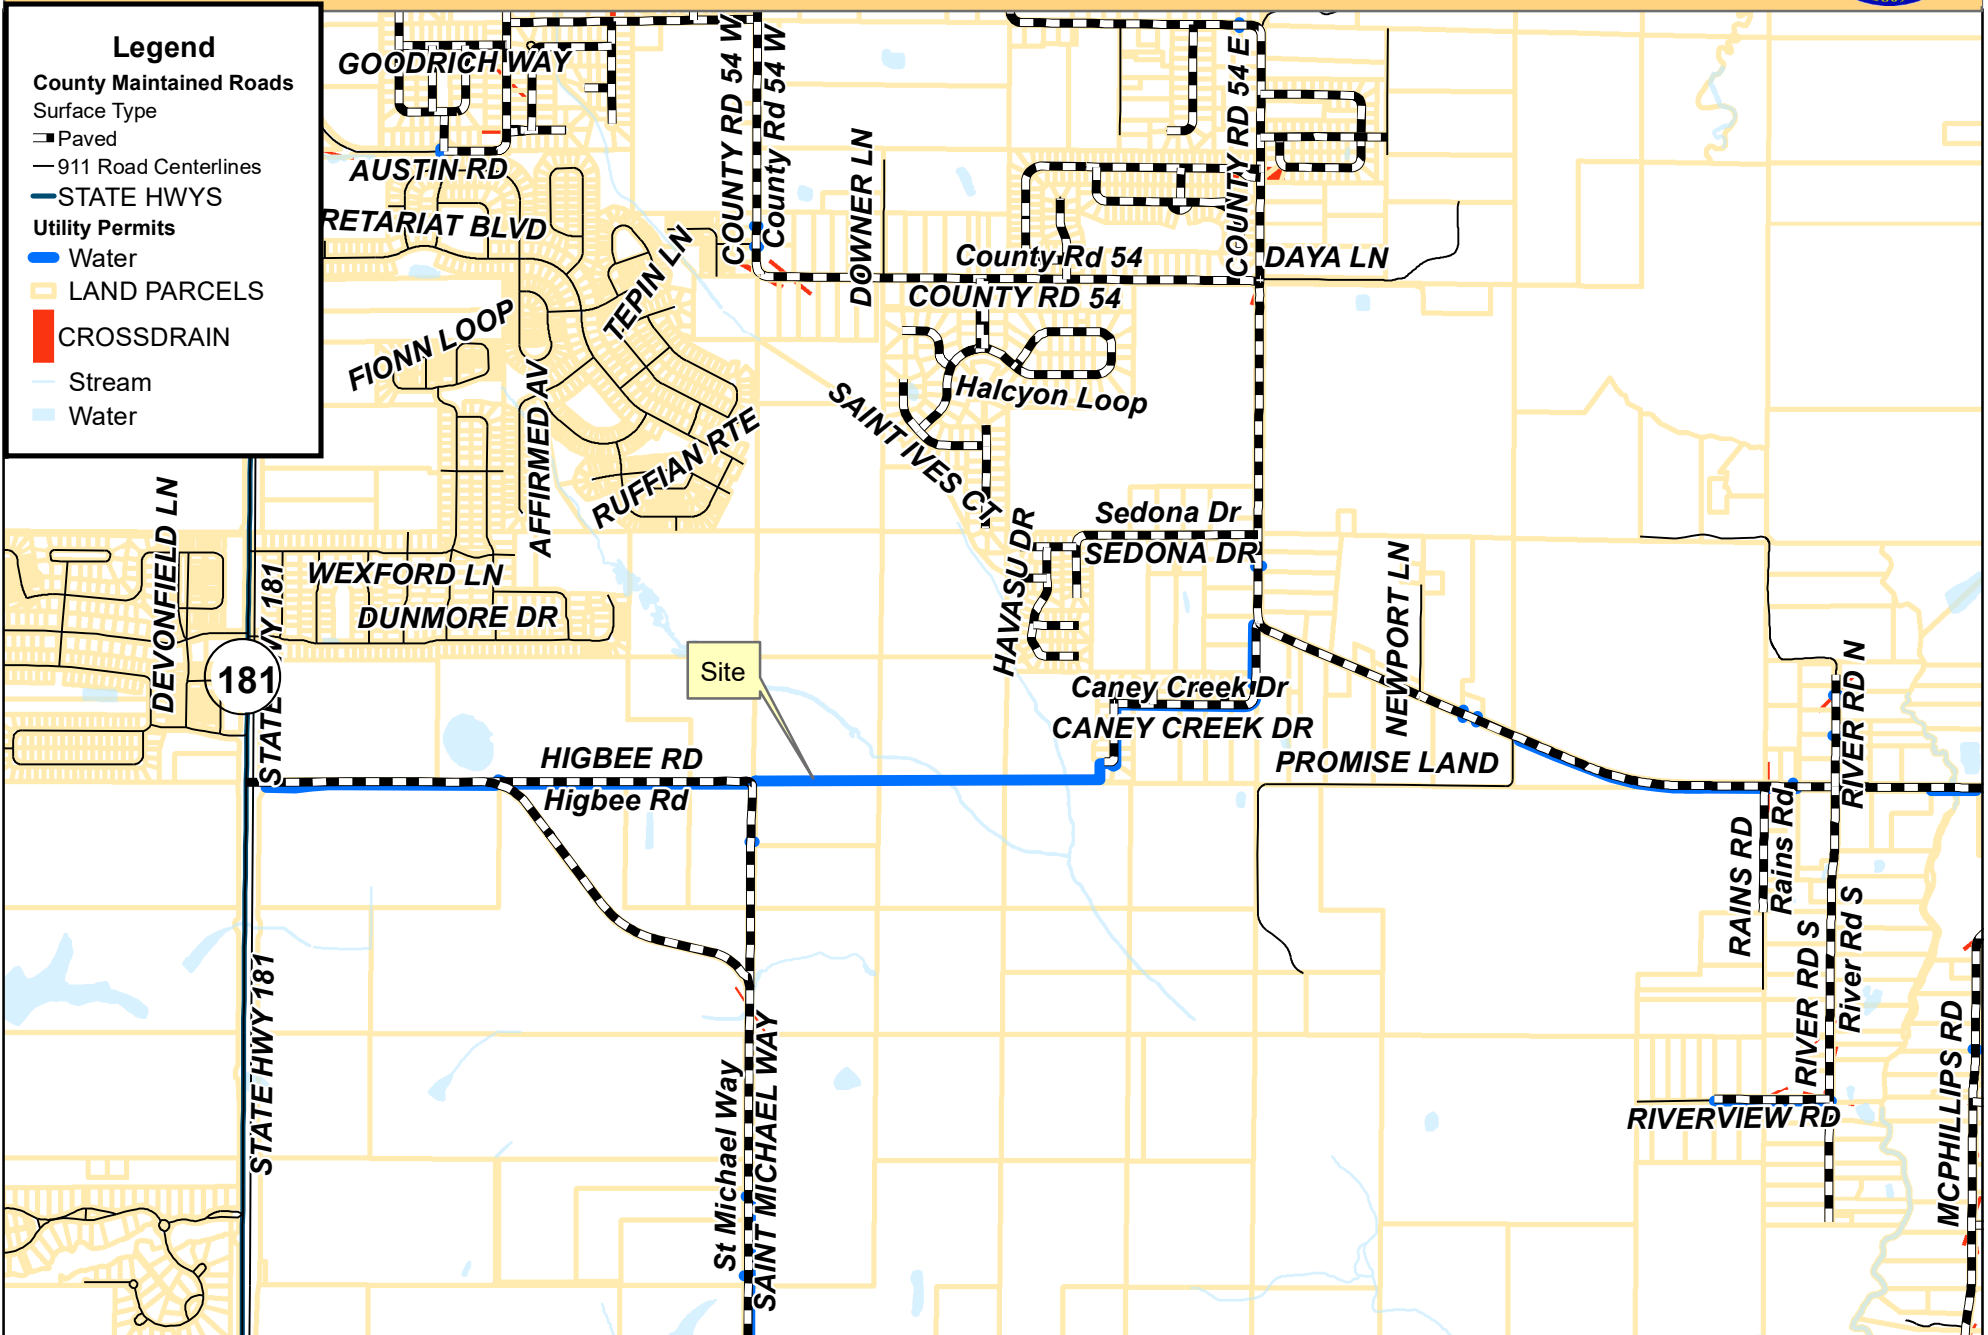 Legend
County Maintained Roads
Surface Type
Paved
911 Road Centerlines
STATE HWYS
Utility Permits
Water
LAND PARCELS
CROSSDRAIN
Stream
Water
GOODRICH WAY
AUSTIN RD
RETARIAT BLVD
COUNTY RD 54 W
County Rd 54 W
DOWNER LN
COUNTY RD 54 E
County Rd 54
COUNTY RD 54
DAYA LN
TEPIN LN
FIONN LOOP
AFFIRMED AV
RUFFIAN RTE
Halcyon Loop
SAINT IVES CT
DEVONFIELD LN
WEXFORD LN
DUNMORE DR
STATE HWY 181
181
Sedona Dr
SEDONA DR
HAVASU DR
NEWPORT LN
Site
Caney Creek Dr
CANEY CREEK DR
PROMISE LAND
HIGBEE RD
Higbee Rd
RIVER RD N
RAINS RD
Rains Rd
RIVER RD S
River Rd S
STATE HWY 181
St Michael Way
SAINT MICHAEL WAY
RIVERVIEW RD
MCPHILLIPS RD